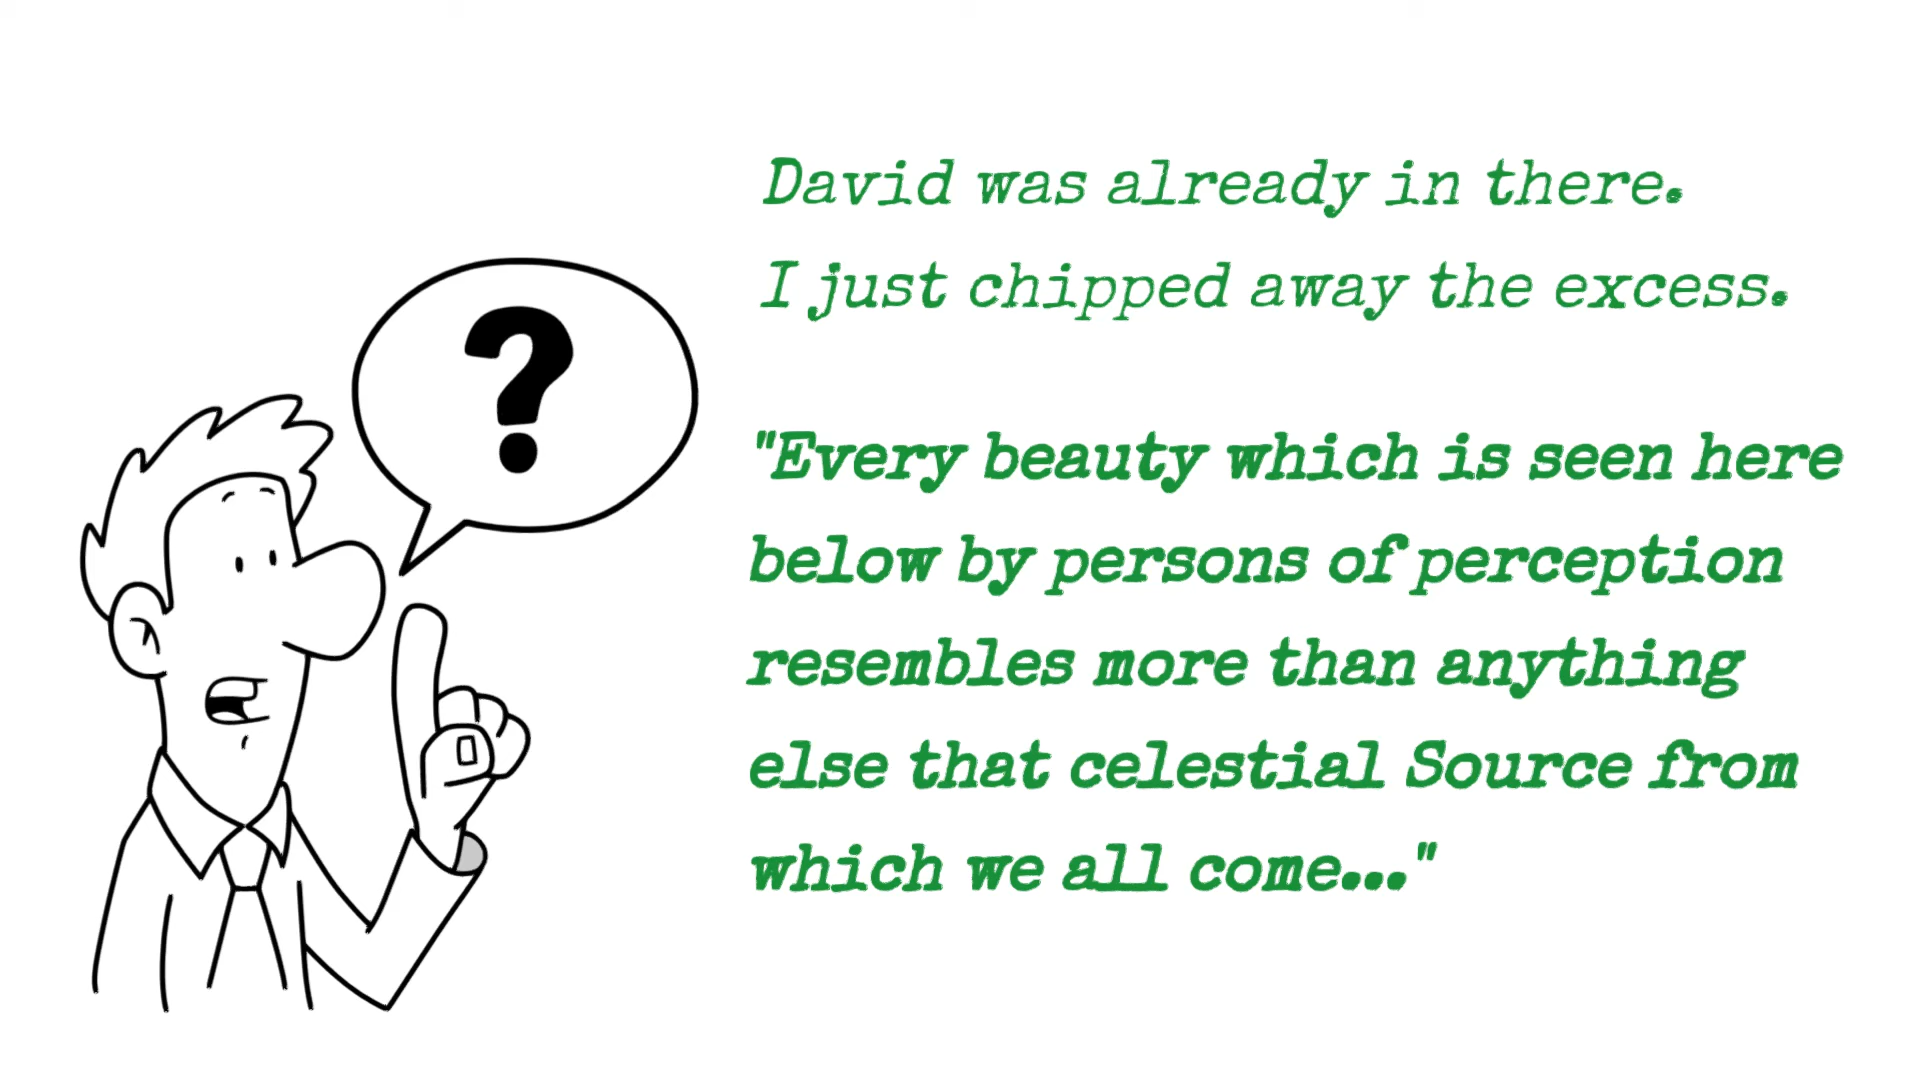 ?
David was already in there.
I just chipped away the excess.
"Every beauty which is seen here
below by persons of perception
resembles more than anything
else that celestial Source from
which we all come..."